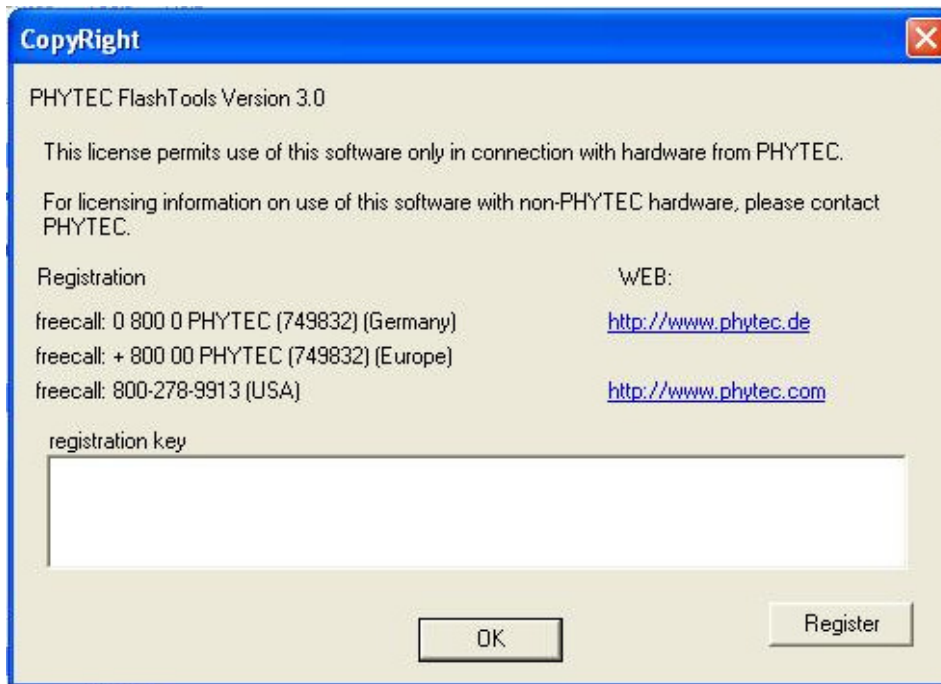 CopyRight
PHYTEC FlashTools Version 3.0
This license permits use of this software only in connection with hardware from PHYTEC.
For licensing information on use of this software with non-PHYTEC hardware, please contact
PHYTEC.
Registration
WEB:
freecall: 0 800 0 PHYTEC (749832) (Germany)
http://www.phytec.de
freecall: + 800 00 PHYTEC (749832) (Europe)
freecall: 800-278-9913 (USA)
http://www.phytec.com
registration key
OK
Register